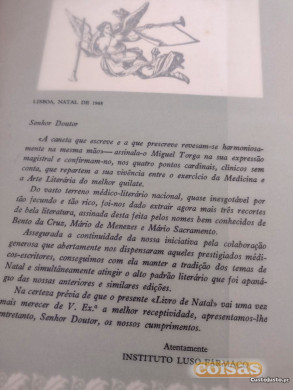 LISBOA, NATAL DE 1968
Senhor Doutor
«A caneta que escreve e a que prescreve revezam-se harmoniosa-
mente na mesma mão» — assinala-o Miguel Torga na sua expressão
magistral e confirmam-no, nos quatro pontos cardinais, clínicos sem
conta, que repartem a sua vivência entre o exercício da Medicina e
a Arte Literária do melhor quilate.
Do vasto terreno médico-literário nacional, quase inesgotável por
tão fecundo e tão rico, foi-nos dado extrair agora mais três recortes
de bela literatura, assinada desta feita pelos nomes bem conhecidos de
Bento da Cruz, Mário de Menezes e Mário Sacramento.
Assegurada a continuidade da nossa iniciativa pela colaboração
generosa que abertamente nos dispensaram aqueles prestigiados médi-
cos-escritores, conseguimos com ela manter a tradição dos temas de
Natal e simultâneamente atingir o alto padrão literário que foi apaná-
gio das nossas anteriores e similares edições.
Na certeza prévia de que o presente «Livro de Natal» vai uma vez
mais merecer de V. Ex.ª a melhor receptividade, apresentamos-lhe
entretanto, Senhor Doutor, os nossos cumprimentos.
Atentamente
INSTITUTO LUSO-FÁRMACO
coisas
CustoJusto.pt